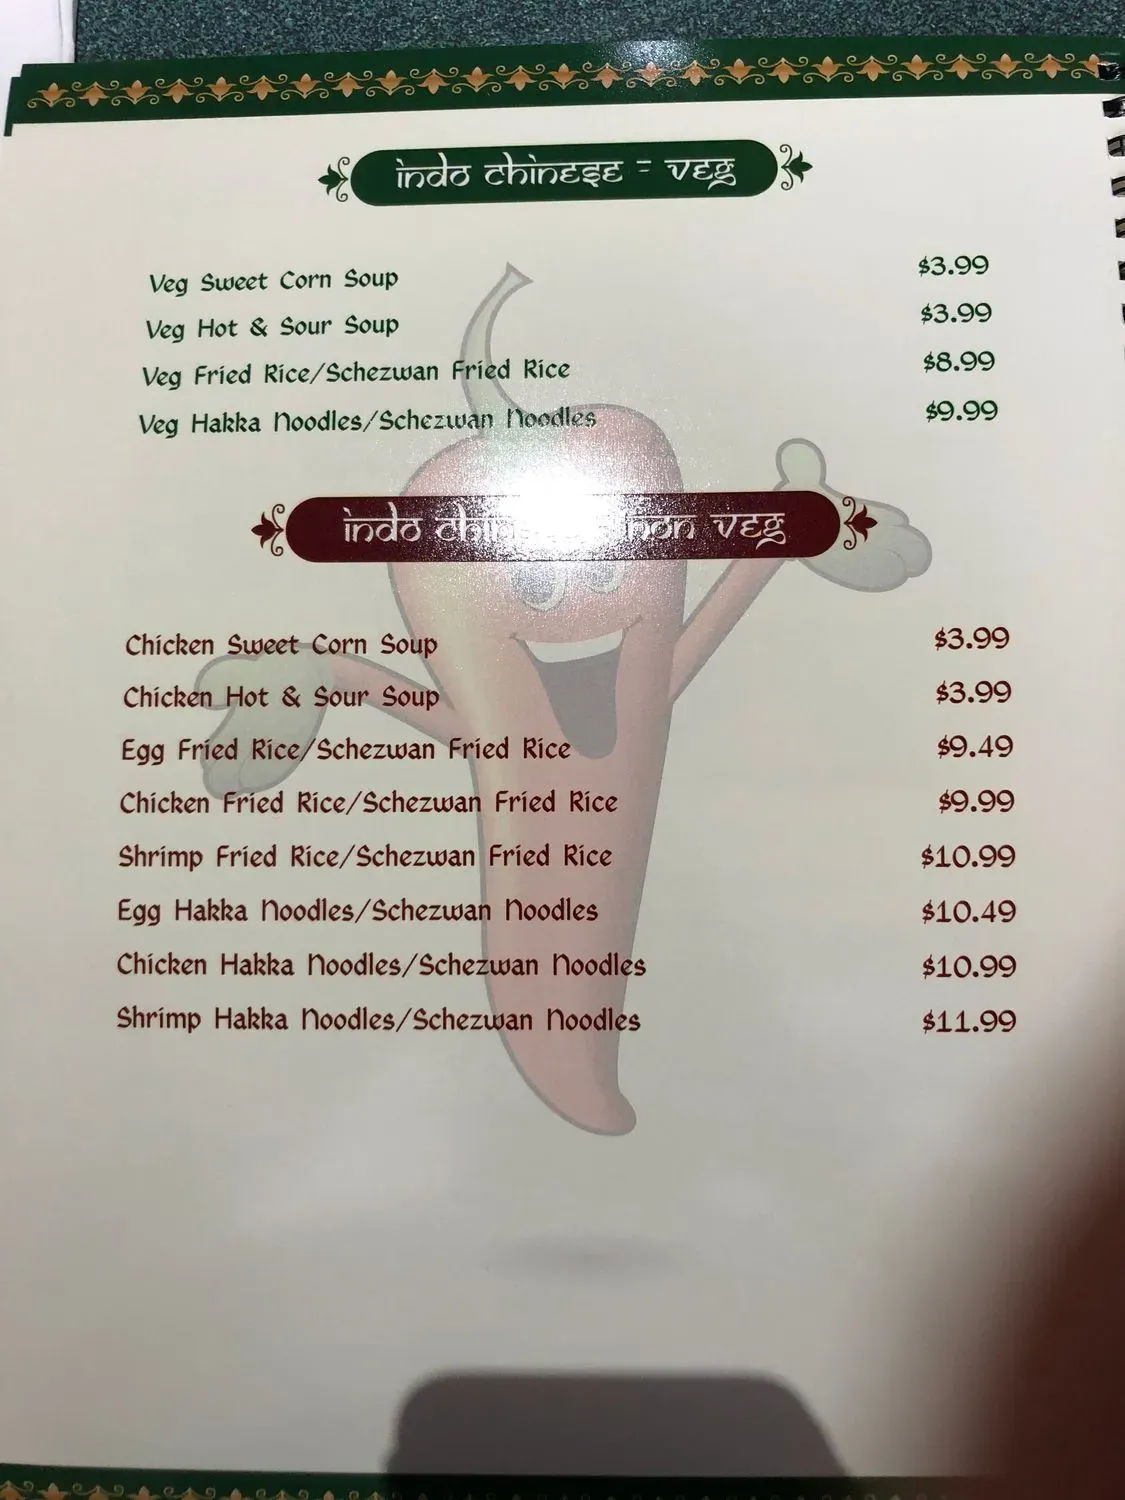 Indo Chinese - Veg
Veg Sweet Corn Soup $3.99
Veg Hot & Sour Soup $3.99
Veg Fried Rice/Schezwan Fried Rice $8.99
Veg Hakka Noodles/Schezwan Noodles $9.99
Indo Non Veg
Chicken Sweet Corn Soup $3.99
Chicken Hot & Sour Soup $3.99
Egg Fried Rice/Schezwan Fried Rice $9.49
Chicken Fried Rice/Schezwan Fried Rice $9.99
Shrimp Fried Rice/Schezwan Fried Rice $10.99
Egg Hakka Noodles/Schezwan Noodles $10.49
Chicken Hakka Noodles/Schezwan Noodles $10.99
Shrimp Hakka Noodles/Schezwan Noodles $11.99